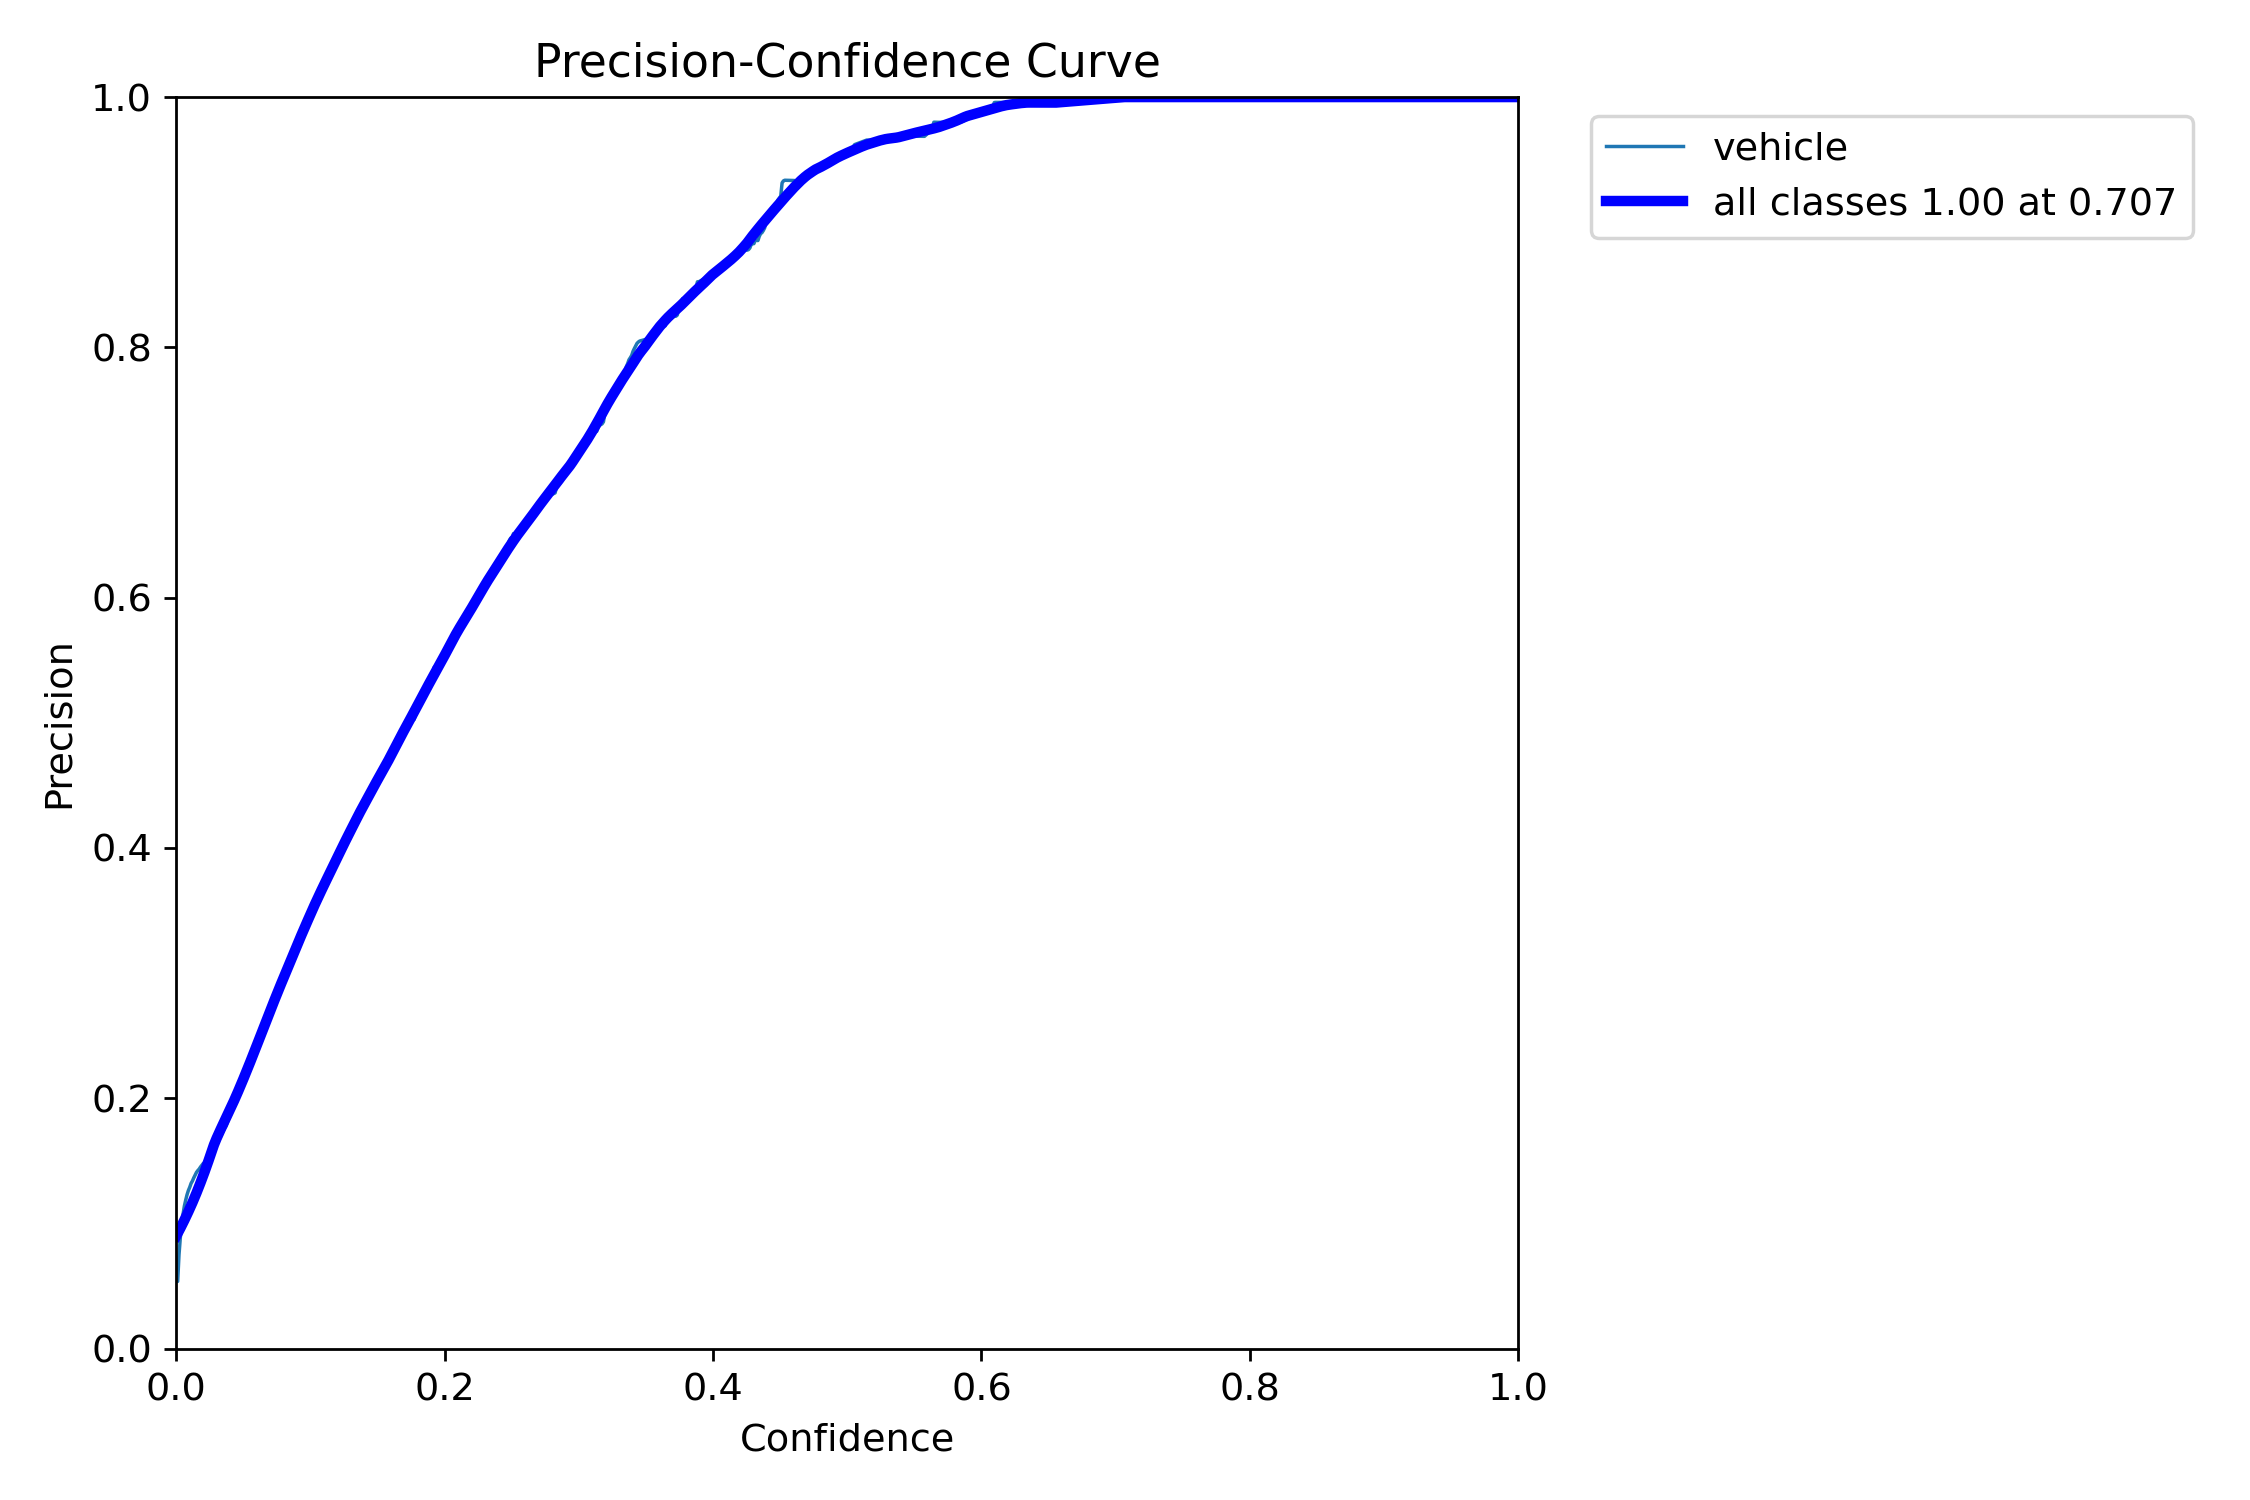 Precision-Confidence Curve
1.0
0.8
0.6
0.4
0.2
0.0
Precision
0.0 0.2 0.4 0.6 0.8 1.0
Confidence
vehicle
all classes 1.00 at 0.707